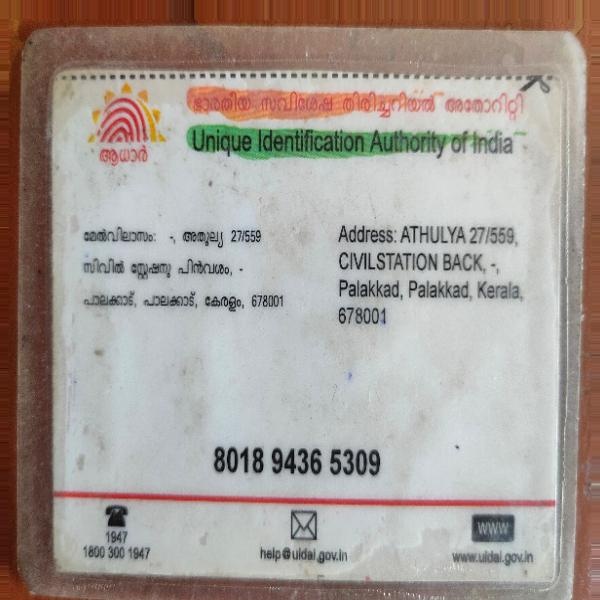 ഭാരതീയ സവിശേഷ തിരിച്ചറിയൽ അതോറിറ്റി
Unique Identification Authority of India
ആധാർ
മേൽവിലാസം: -, അതുല്യ 27/559
സിവിൽ സ്റ്റേഷനു പിൻവശം, -
പാലക്കാട്, പാലക്കാട്, കേരളം, 678001
Address: ATHULYA 27/559,
CIVILSTATION BACK, -,
Palakkad, Palakkad, Kerala,
678001
8018 9436 5309
1947
1800 300 1947
help@uidai.gov.in
WWW
www.uidai.gov.in